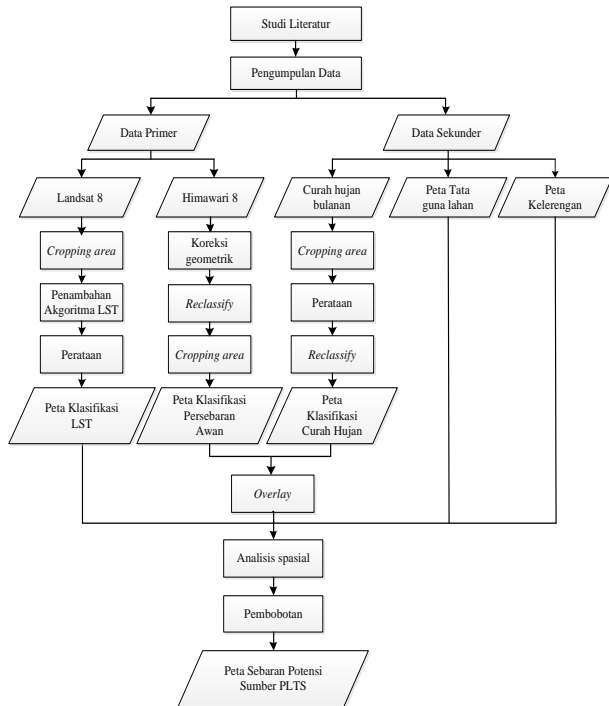 Studi Literatur
Pengumpulan Data
Data Primer
Data Sekunder
Landsat 8
Himawari 8
Curah hujan
bulanan
Peta Tata
guna lahan
Peta
Kelerengan
Cropping area
Koreksi
geometrik
Cropping area
Penambahan
Akgoritma LST
Reclassify
Perataan
Perataan
Cropping area
Reclassify
Peta Klasifikasi
LST
Peta Klasifikasi
Persebaran
Awan
Peta
Klasifikasi
Curah Hujan
Overlay
Analisis spasial
Pembobotan
Peta Sebaran Potensi
Sumber PLTS